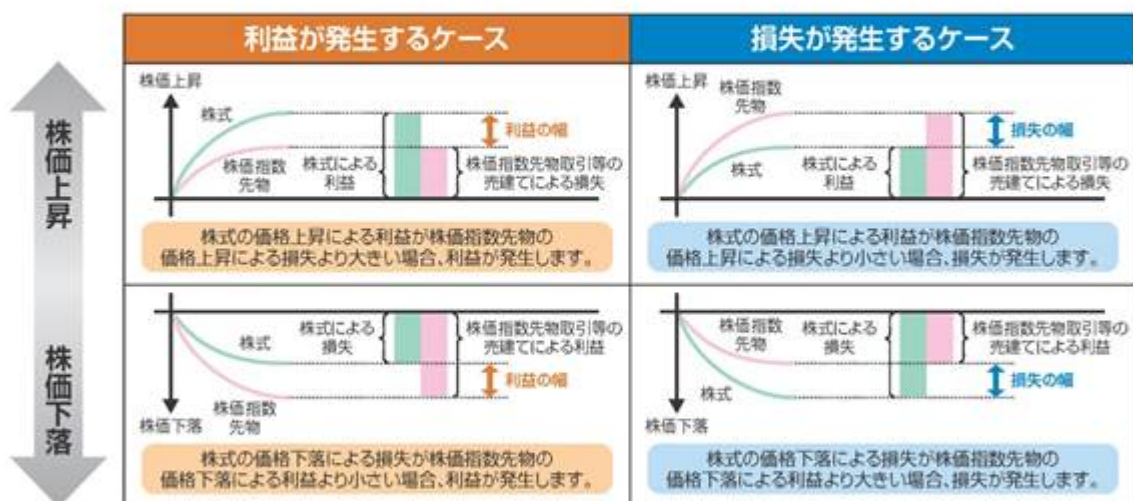 利益が発生するケース
損失が発生するケース
株価上昇
株価下落
株価上昇
株式
株価指数
先物
株式による
利益
利益の幅
株価指数先物取引等の
売建てによる損失
株式の価格上昇による利益が株価指数先物の
価格上昇による損失より大きい場合、利益が発生します。
株価上昇
株価指数
先物
株式
株式による
利益
損失の幅
株価指数先物取引等の
売建てによる損失
株式の価格上昇による利益が株価指数先物の
価格上昇による損失より小さい場合、損失が発生します。
株式
株価指数
先物
株価下落
株式による
損失
株価指数先物取引等の
売建てによる利益
利益の幅
株式の価格下落による損失が株価指数先物の
価格下落による利益より小さい場合、利益が発生します。
株価指数
先物
株式
株価下落
株式による
損失
株価指数先物取引等の
売建てによる利益
損失の幅
株式の価格下落による損失が株価指数先物の
価格下落による利益より大きい場合、損失が発生します。